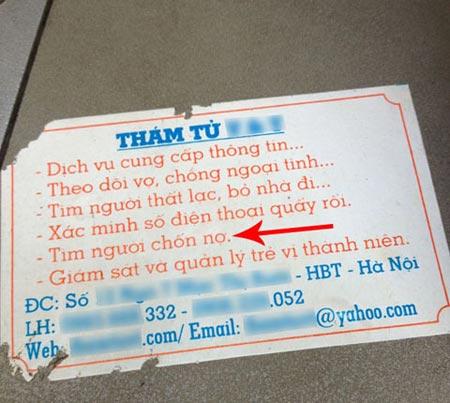 THÁM TỬ
- Dịch vụ cung cấp thông tin...
- Theo dõi vợ, chồng ngoại tình...
- Tìm người thất lạc, bỏ nhà đi...
- Xác minh số điện thoại quấy rối.
- Tìm người chốn nợ.
- Giám sát và quản lý trẻ vị thành niên.
ĐC: Số - HBT - Hà Nội
LH: 332 - .052
Web: .com/ Email: @yahoo.com